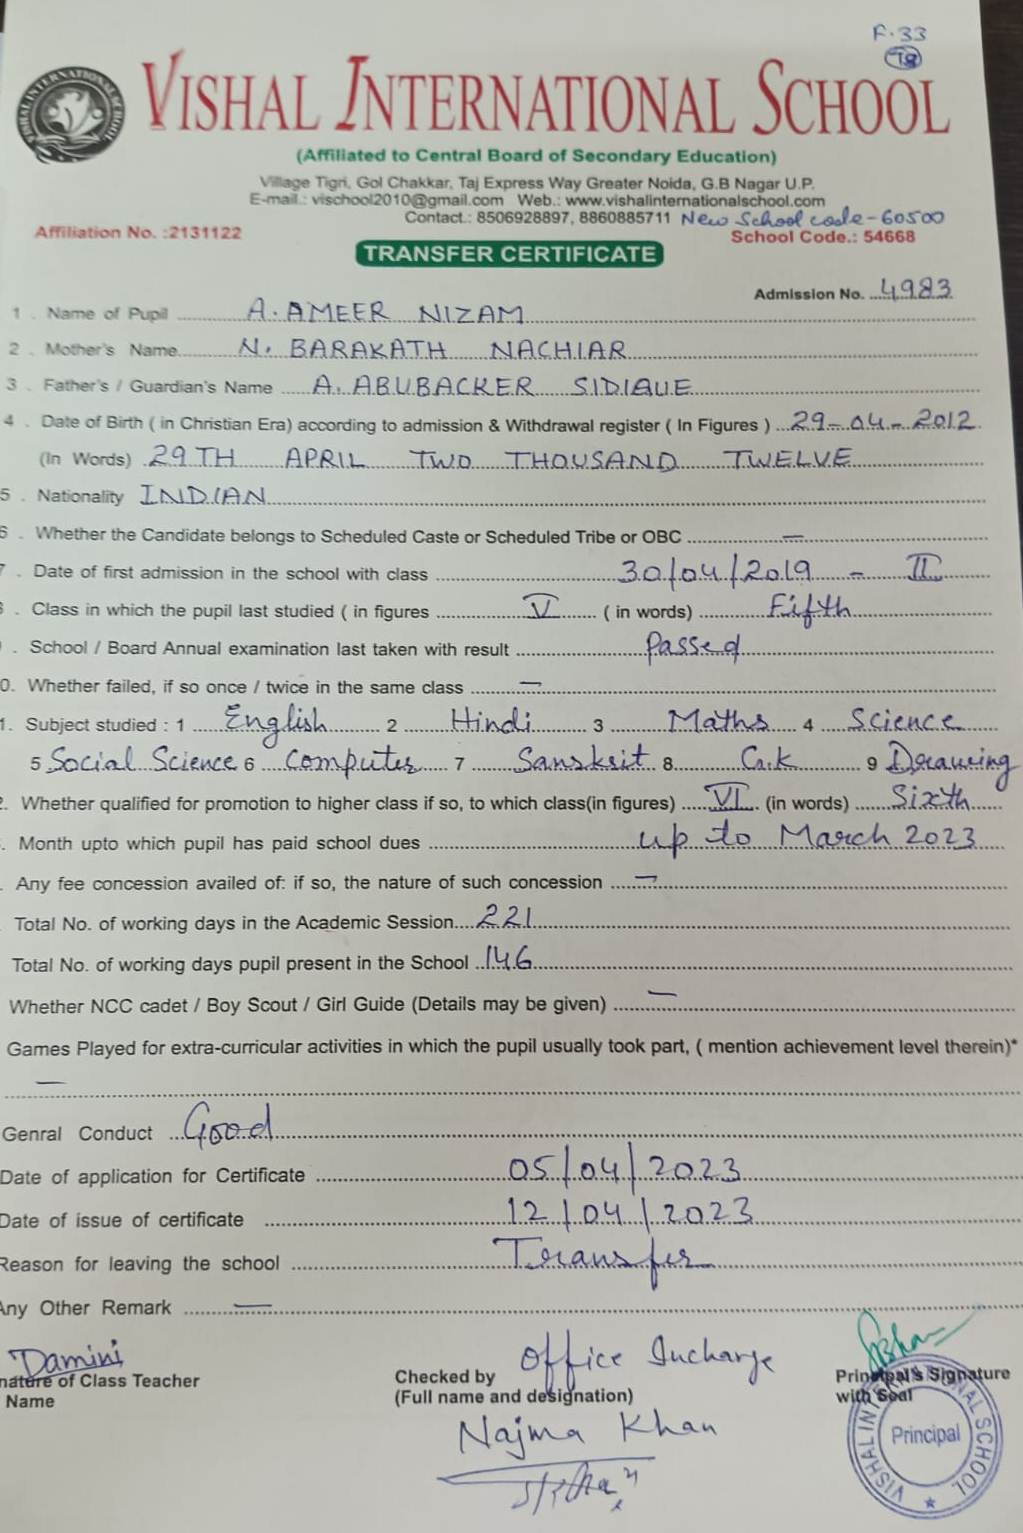 F.33
T8
VISHAL INTERNATIONAL SCHOOL
(Affiliated to Central Board of Secondary Education)
Village Tigri, Gol Chakkar, Taj Express Way Greater Noida, G.B Nagar U.P.
E-mail.: vischool2010@gmail.com Web.: www.vishalinternationalschool.com
Contact.: 8506928897, 8860885711 New School code-60500
Affiliation No. :2131122 School Code.: 54668
TRANSFER CERTIFICATE
Admission No. 4983
1 . Name of Pupil A. AMEER NIZAM
2 . Mother's Name N. BARAKATH NACHIAR
3 . Father's / Guardian's Name A. ABUBACKER SIDIQUE
4 . Date of Birth ( in Christian Era) according to admission & Withdrawal register ( In Figures ) 29-04-2012
(In Words) 29TH APRIL TWO THOUSAND TWELVE
5 . Nationality INDIAN
6 . Whether the Candidate belongs to Scheduled Caste or Scheduled Tribe or OBC —
7 . Date of first admission in the school with class 30/04/2019 - II
. Class in which the pupil last studied ( in figures V ( in words) Fifth
. School / Board Annual examination last taken with result Passed
0. Whether failed, if so once / twice in the same class —
1. Subject studied : 1 English 2 Hindi 3 Maths 4 Science
5 Social Science 6 Computer 7 Sanskrit 8 G.K 9 Drawing
2. Whether qualified for promotion to higher class if so, to which class(in figures) VI (in words) Sixth
. Month upto which pupil has paid school dues up to March 2023
. Any fee concession availed of: if so, the nature of such concession —
Total No. of working days in the Academic Session 221
Total No. of working days pupil present in the School 146
Whether NCC cadet / Boy Scout / Girl Guide (Details may be given) —
Games Played for extra-curricular activities in which the pupil usually took part, ( mention achievement level therein)*
—
Genral Conduct Good
Date of application for Certificate 05/04/2023
Date of issue of certificate 12/04/2023
Reason for leaving the school Transfer
Any Other Remark —
Damini
nature of Class Teacher
Name
Checked by Office Incharge
(Full name and designation)
Najma Khan
Principal's Signature
with Seal
VISHAL INTERNATIONAL SCHOOL
Principal